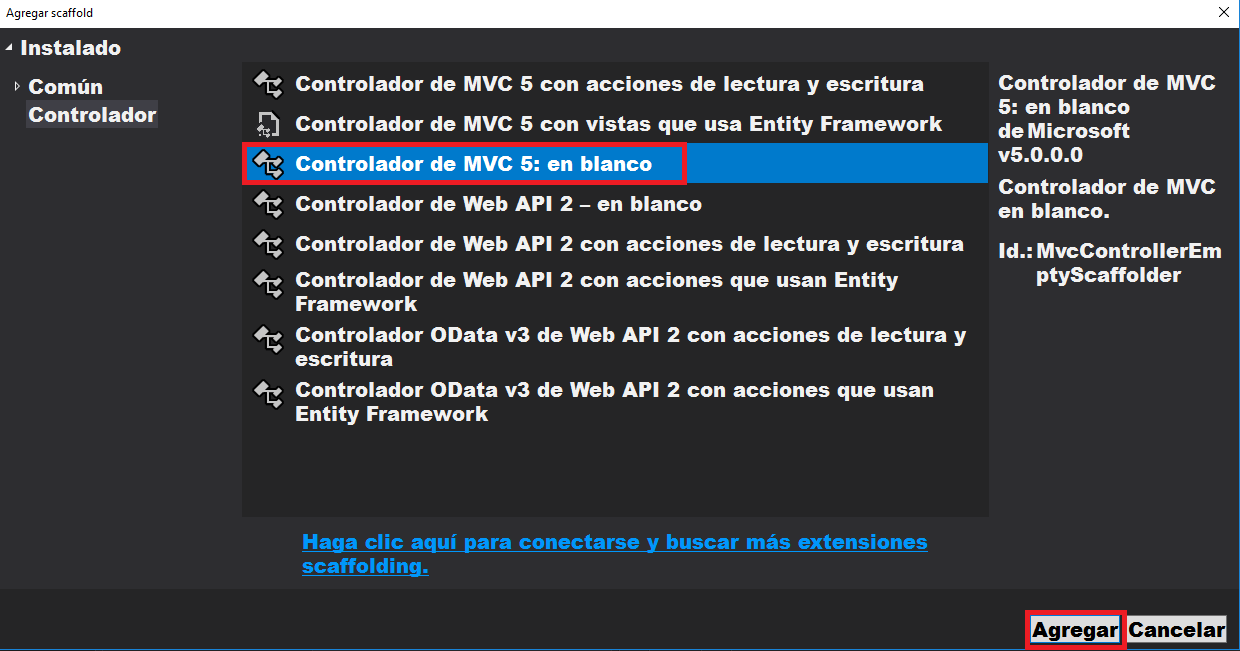 Agregar scaffold
Instalado
Común
Controlador
Controlador de MVC 5 con acciones de lectura y escritura
Controlador de MVC 5 con vistas que usa Entity Framework
Controlador de MVC 5: en blanco
Controlador de Web API 2 – en blanco
Controlador de Web API 2 con acciones de lectura y escritura
Controlador de Web API 2 con acciones que usan Entity
Framework
Controlador OData v3 de Web API 2 con acciones de lectura y
escritura
Controlador OData v3 de Web API 2 con acciones que usan
Entity Framework
Haga clic aquí para conectarse y buscar más extensiones
scaffolding.
Controlador de MVC
5: en blanco
de Microsoft
v5.0.0.0
Controlador de MVC
en blanco.
Id.: MvcControllerEm
ptyScaffolder
Agregar
Cancelar